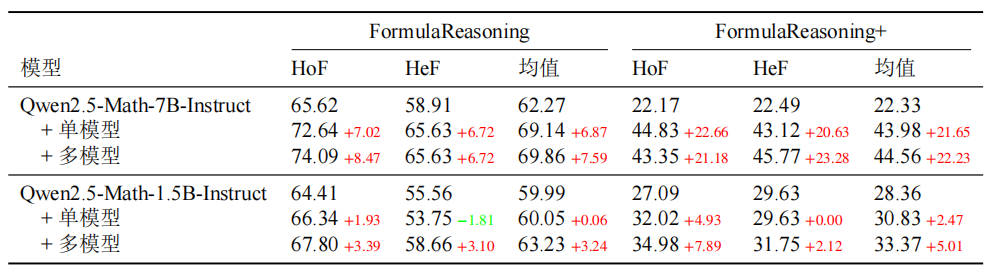 FormulaReasoning FormulaReasoning+
模型 HoF HeF 均值 HoF HeF 均值
Qwen2.5-Math-7B-Instruct 65.62 58.91 62.27 22.17 22.49 22.33
+ 单模型 72.64 +7.02 65.63 +6.72 69.14 +6.87 44.83 +22.66 43.12 +20.63 43.98 +21.65
+ 多模型 74.09 +8.47 65.63 +6.72 69.86 +7.59 43.35 +21.18 45.77 +23.28 44.56 +22.23
Qwen2.5-Math-1.5B-Instruct 64.41 55.56 59.99 27.09 29.63 28.36
+ 单模型 66.34 +1.93 53.75 −1.81 60.05 +0.06 32.02 +4.93 29.63 +0.00 30.83 +2.47
+ 多模型 67.80 +3.39 58.66 +3.10 63.23 +3.24 34.98 +7.89 31.75 +2.12 33.37 +5.01